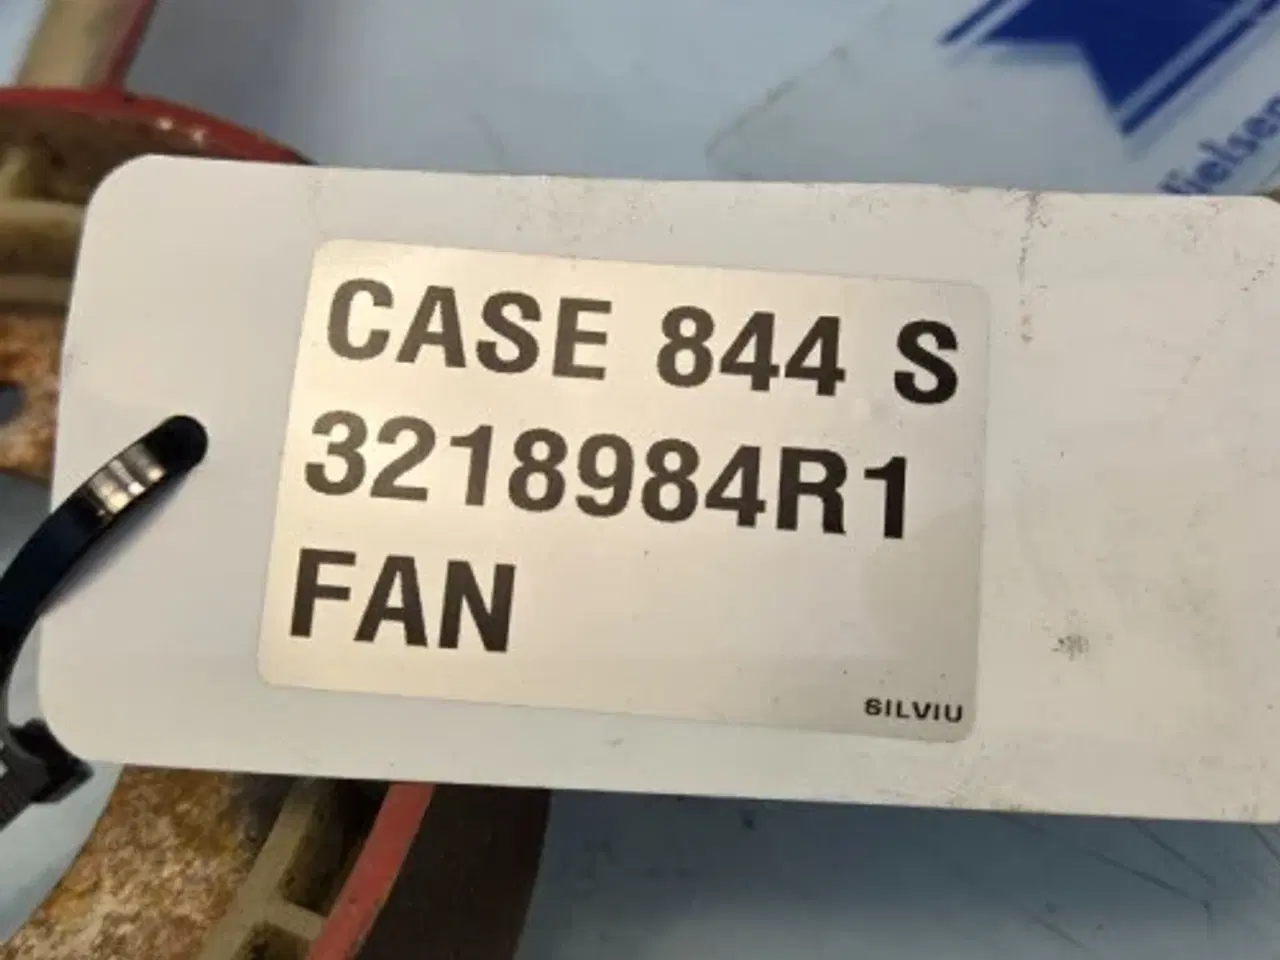 CASE 844 S
3218984R1
FAN
SILVIU